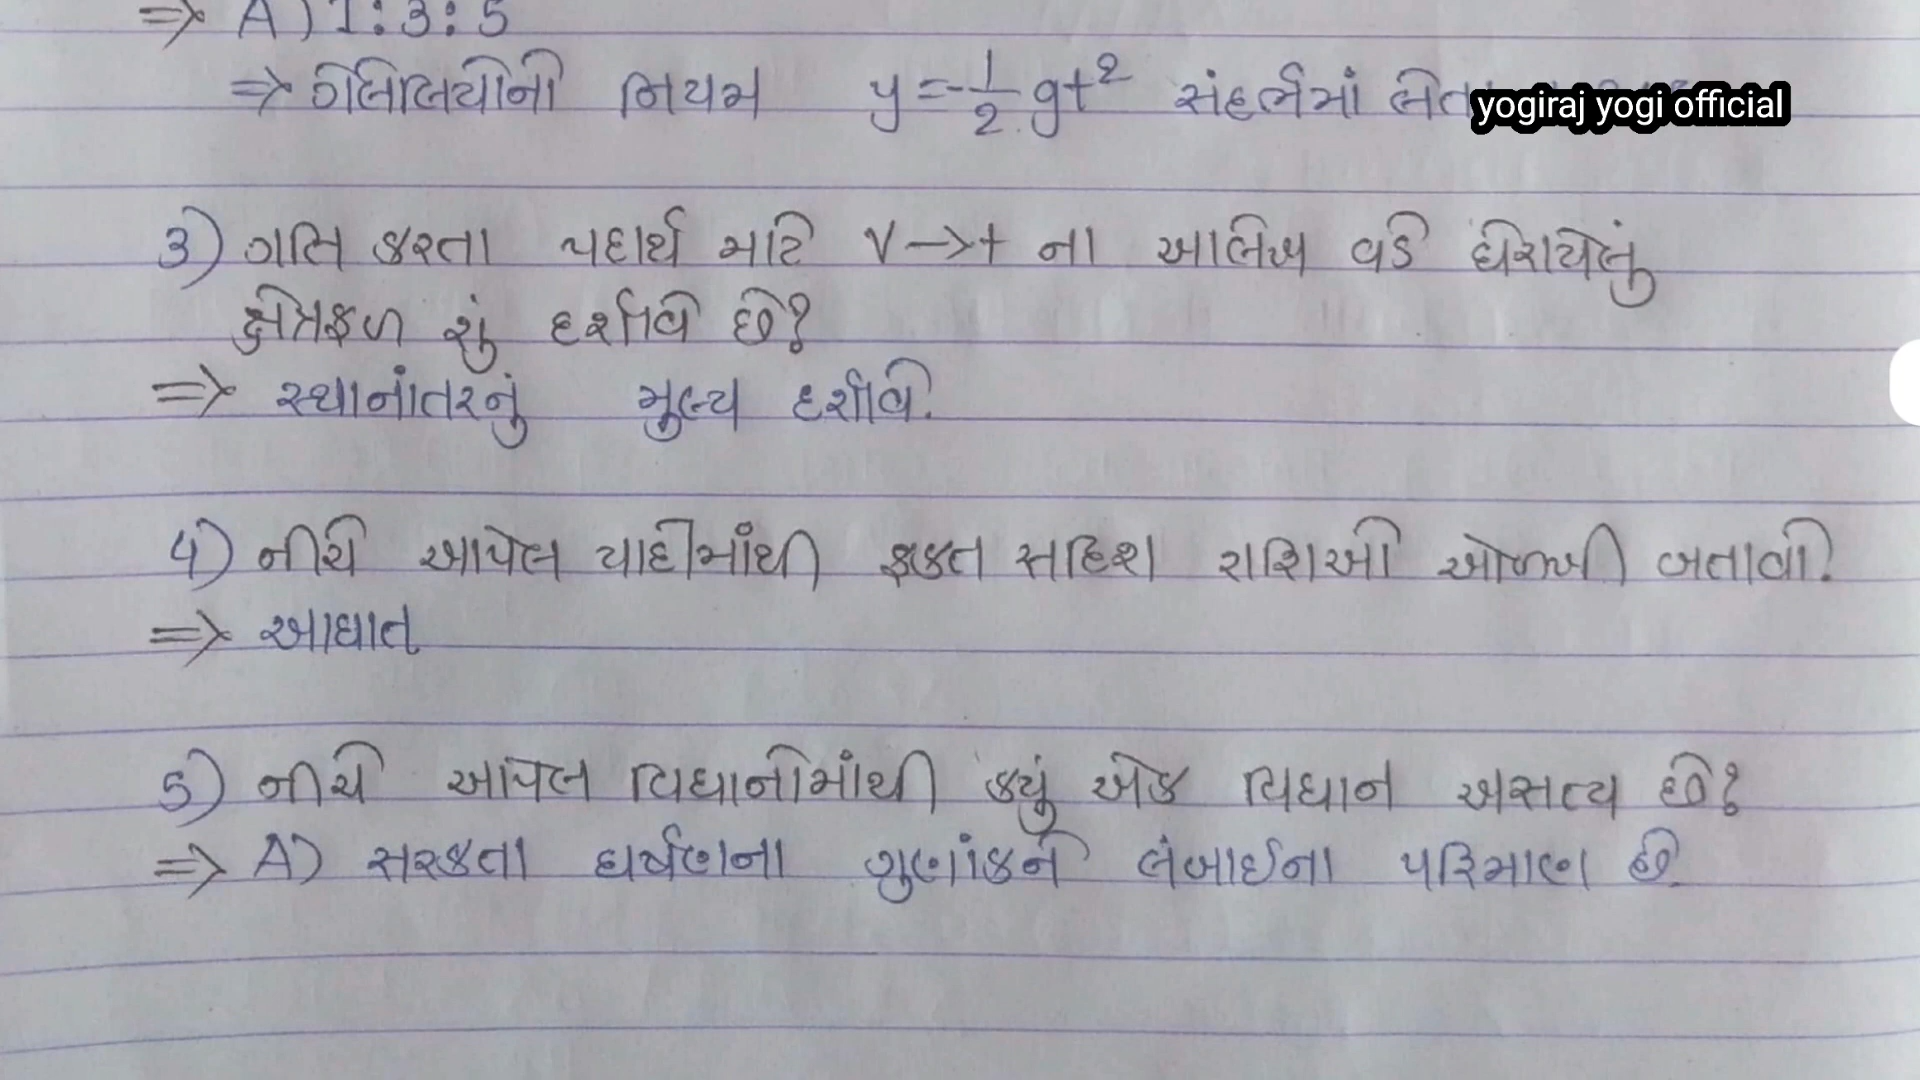 => A) 1:3:5
=> ગેલિલિયોનો નિયમ y=-1/2 gt² સંદર્ભમાં
yogiraj yogi official
3) ગતિ કરતા પદાર્થ માટે v->t ના આલેખ વડે ઘેરાયેલું
ક્ષેત્રફળ શું દર્શાવે છે?
=> સ્થાનાંતરનું મુલ્ય દર્શાવે.
4) નીચે આપેલ યાદીમાંથી ફક્ત સદિશ રાશિઓ ઓળખી બતાવો.
=> આઘાત
5) નીચે આપેલ વિધાનોમાંથી ક્યું એક વિધાન અસત્ય છે?
=> A) સરકતા ઘર્ષણના ગુણાંકને લંબાઈના પરિમાણ છે.